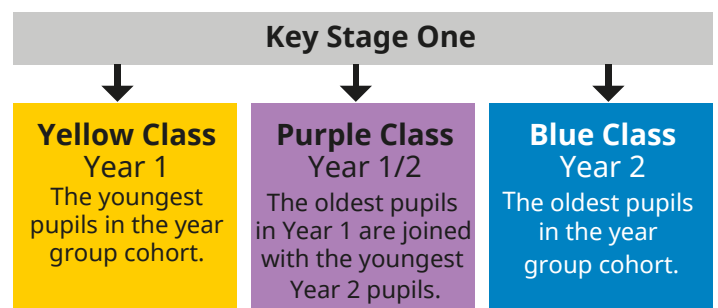 Key Stage One
Yellow Class
Year 1
The youngest
pupils in the year
group cohort.
Purple Class
Year 1/2
The oldest pupils
in Year 1 are joined
with the youngest
Year 2 pupils.
Blue Class
Year 2
The oldest pupils
in the year
group cohort.